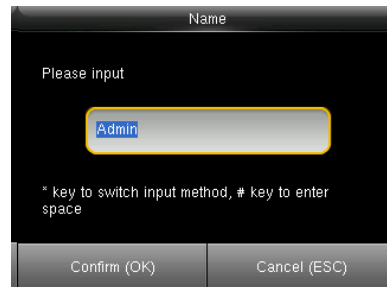 Name
Please input
Admin
* key to switch input method, # key to enter
space
Confirm (OK)
Cancel (ESC)